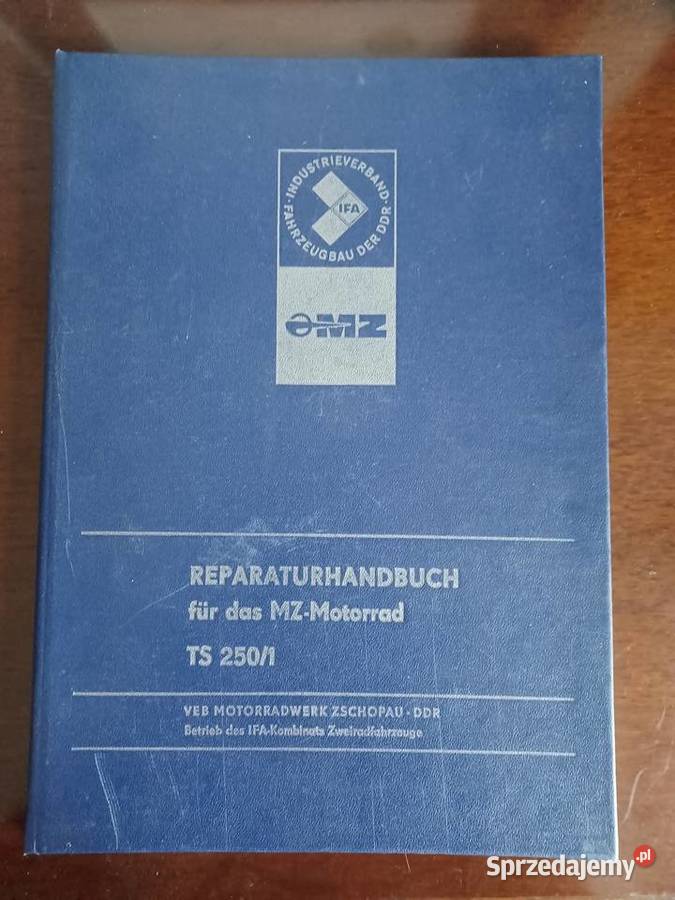 · INDUSTRIEVERBAND ·
FAHRZEUGBAU DER DDR
IFA
MZ
REPARATURHANDBUCH
für das MZ-Motorrad
TS 250/1
VEB MOTORRADWERK ZSCHOPAU · DDR
Betrieb des IFA-Kombinats Zweiradfahrzeuge
Sprzedajemy.pl